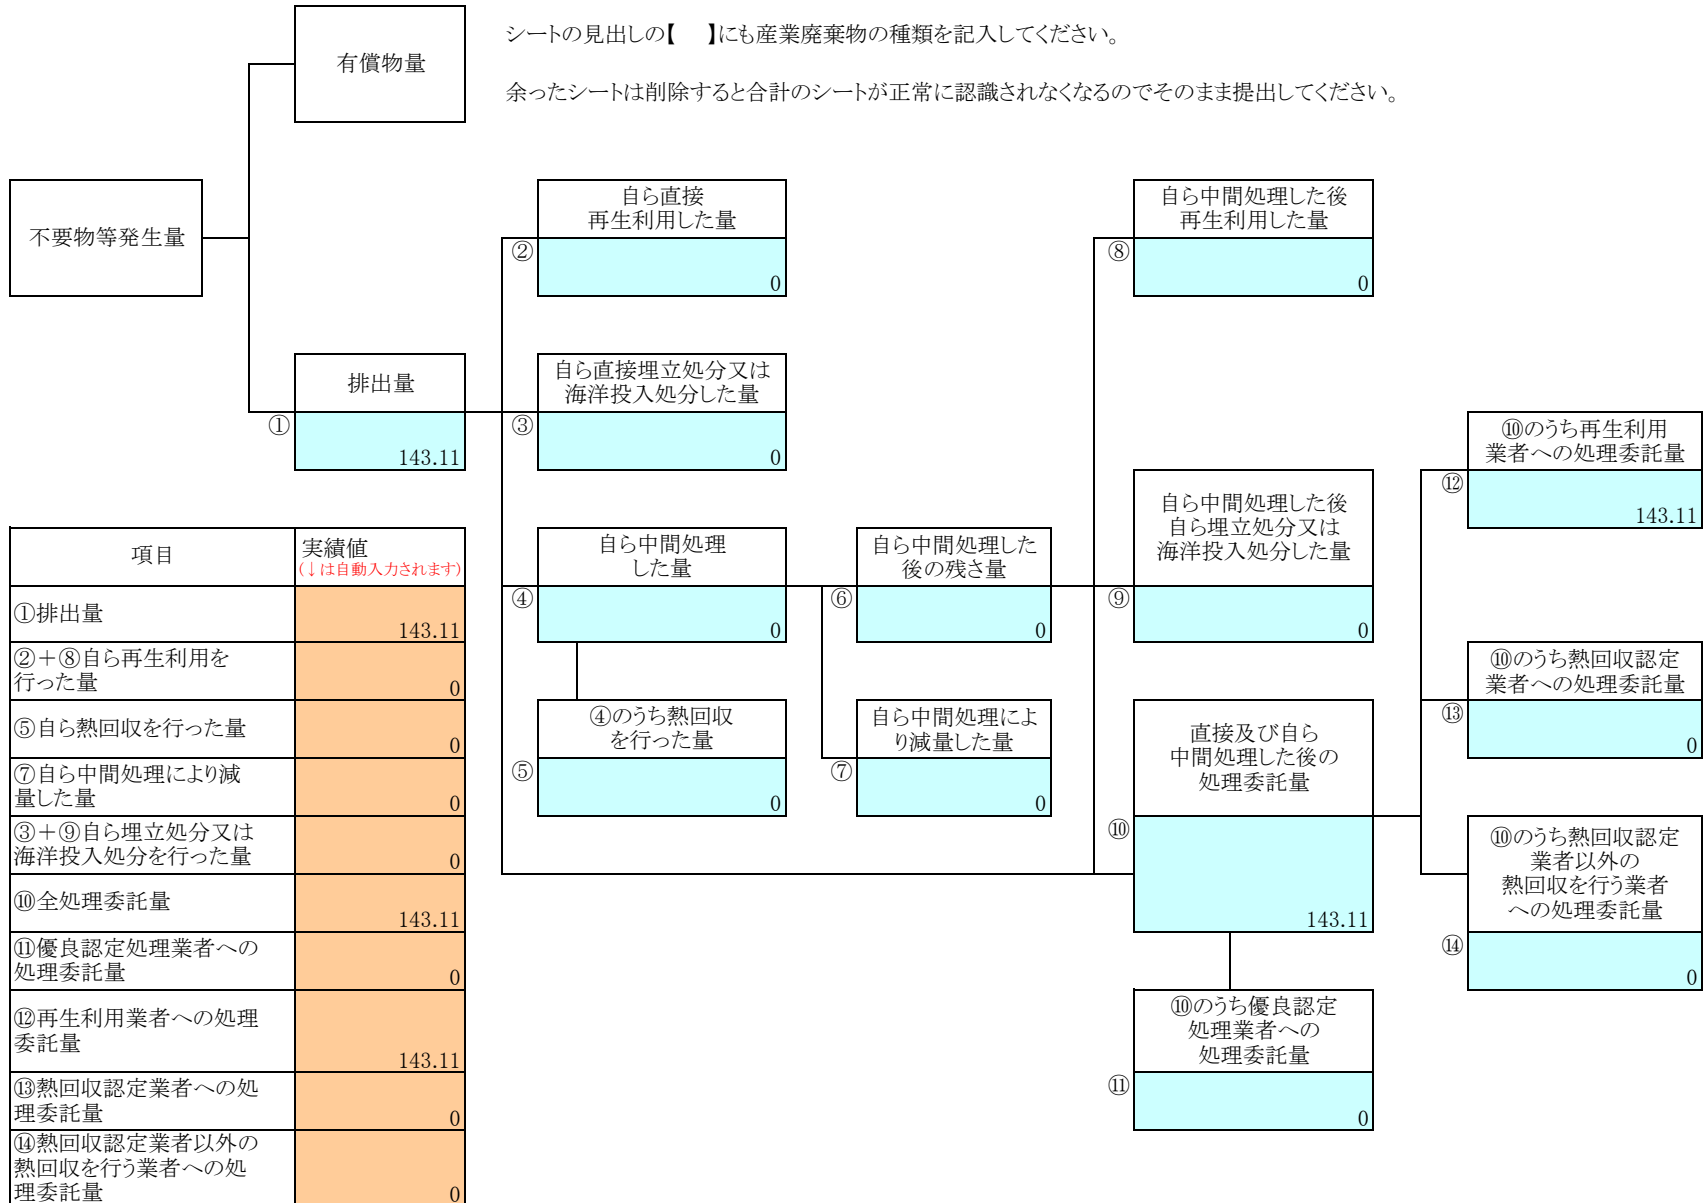 シートの見出しの【　】にも産業廃棄物の種類を記入してください。
余ったシートは削除すると合計のシートが正常に認識されなくなるのでそのまま提出してください。
有償物量
不要物等発生量
排出量
①
143.11
自ら直接
再生利用した量
②
0
自ら直接埋立処分又は
海洋投入処分した量
③
0
自ら中間処理
した量
④
0
④のうち熱回収
を行った量
⑤
0
自ら中間処理した
後の残さ量
⑥
0
自ら中間処理によ
り減量した量
⑦
0
自ら中間処理した後
再生利用した量
⑧
0
自ら中間処理した後
自ら埋立処分又は
海洋投入処分した量
⑨
0
直接及び自ら
中間処理した後の
処理委託量
⑩
143.11
⑩のうち優良認定
処理業者への
処理委託量
⑪
0
⑩のうち再生利用
業者への処理委託量
⑫
143.11
⑩のうち熱回収認定
業者への処理委託量
⑬
0
⑩のうち熱回収認定
業者以外の
熱回収を行う業者
への処理委託量
⑭
0
項目
実績値
(↓は自動入力されます)
①排出量
143.11
②＋⑧自ら再生利用を
行った量
0
⑤自ら熱回収を行った量
0
⑦自ら中間処理により減
量した量
0
③＋⑨自ら埋立処分又は
海洋投入処分を行った量
0
⑩全処理委託量
143.11
⑪優良認定処理業者への
処理委託量
0
⑫再生利用業者への処理
委託量
143.11
⑬熱回収認定業者への処
理委託量
0
⑭熱回収認定業者以外の
熱回収を行う業者への処
理委託量
0